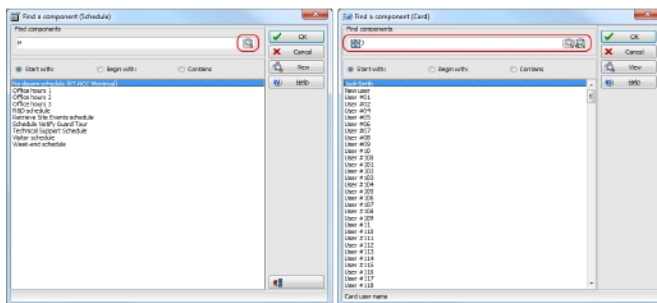 Find a component (Schedule)
Find components
M
Start with:
Begin with:
Contains
OK
Cancel
View
Help
Office hours 1
Office hours 2
Office hours 3
R&D schedule
Retrieve Site Events schedule
Schedule Notify Guard Tour
Technical Support Schedule
Visitor schedule
Week-end schedule
Find a component (Card)
Find components
Start with:
Begin with:
Contains
OK
Cancel
View
Help
Jack Smith
New user
User #01
User #02
User #04
User #05
User #06
User #07
User #08
User #09
User #10
User #100
User #101
User #102
User #103
User #104
User #105
User #106
User #107
User #108
User #109
User #11
User #110
User #111
User #112
User #113
User #114
User #115
User #116
User #117
User #118
Card user name